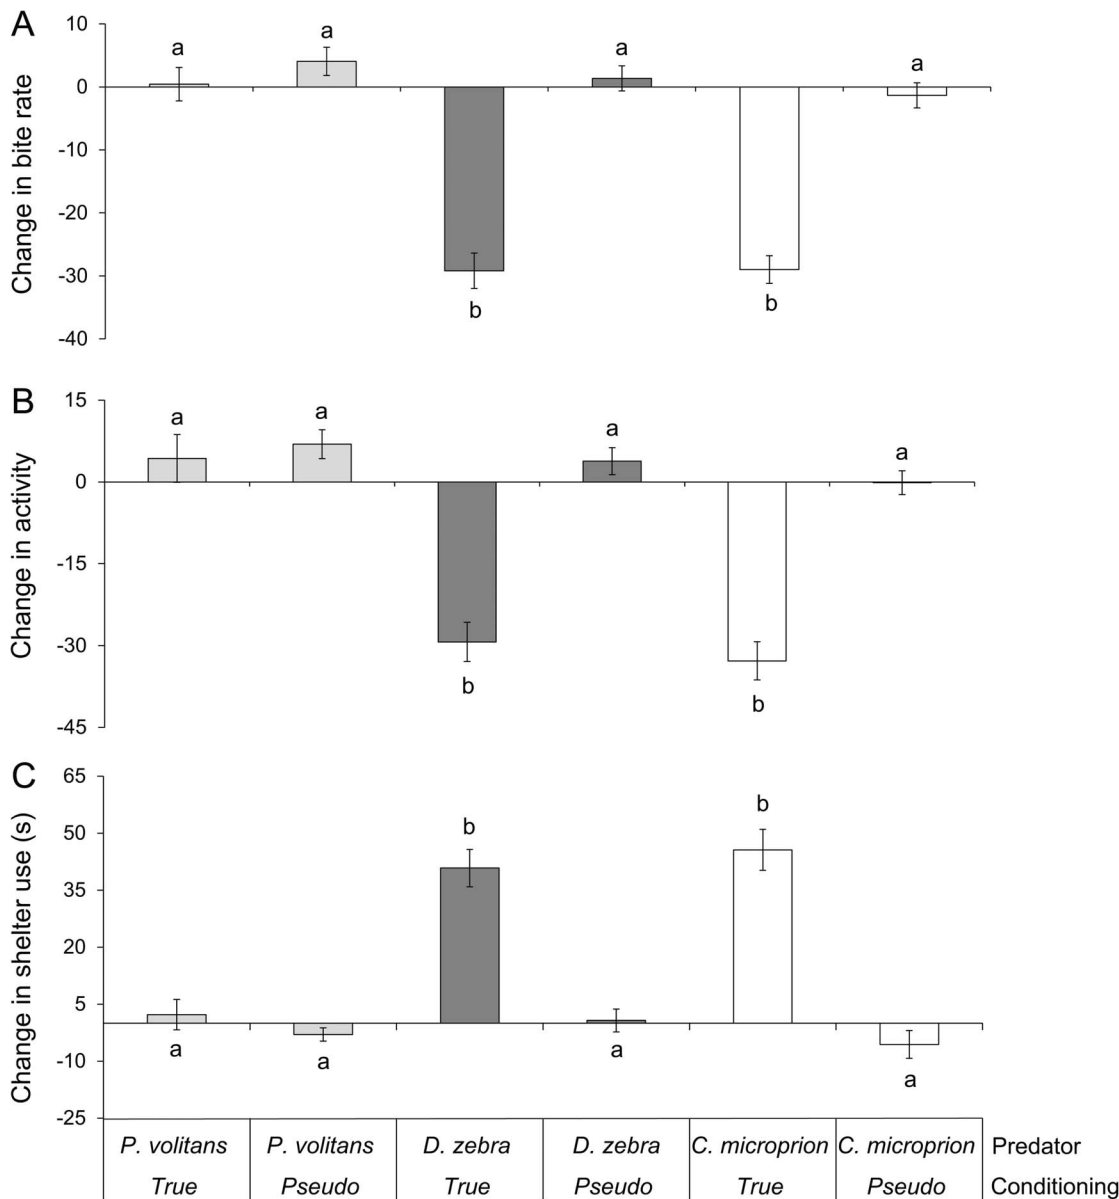 A
Change in bite rate
10
0
-10
-20
-30
-40
a
a
b
a
b
a
B
Change in activity
15
0
-15
-30
-45
a
a
b
a
b
a
C
Change in shelter use (s)
65
50
35
20
5
-10
-25
a
a
b
a
b
a
P. volitans P. volitans D. zebra D. zebra C. microprion C. microprion Predator
True Pseudo True Pseudo True Pseudo Conditioning